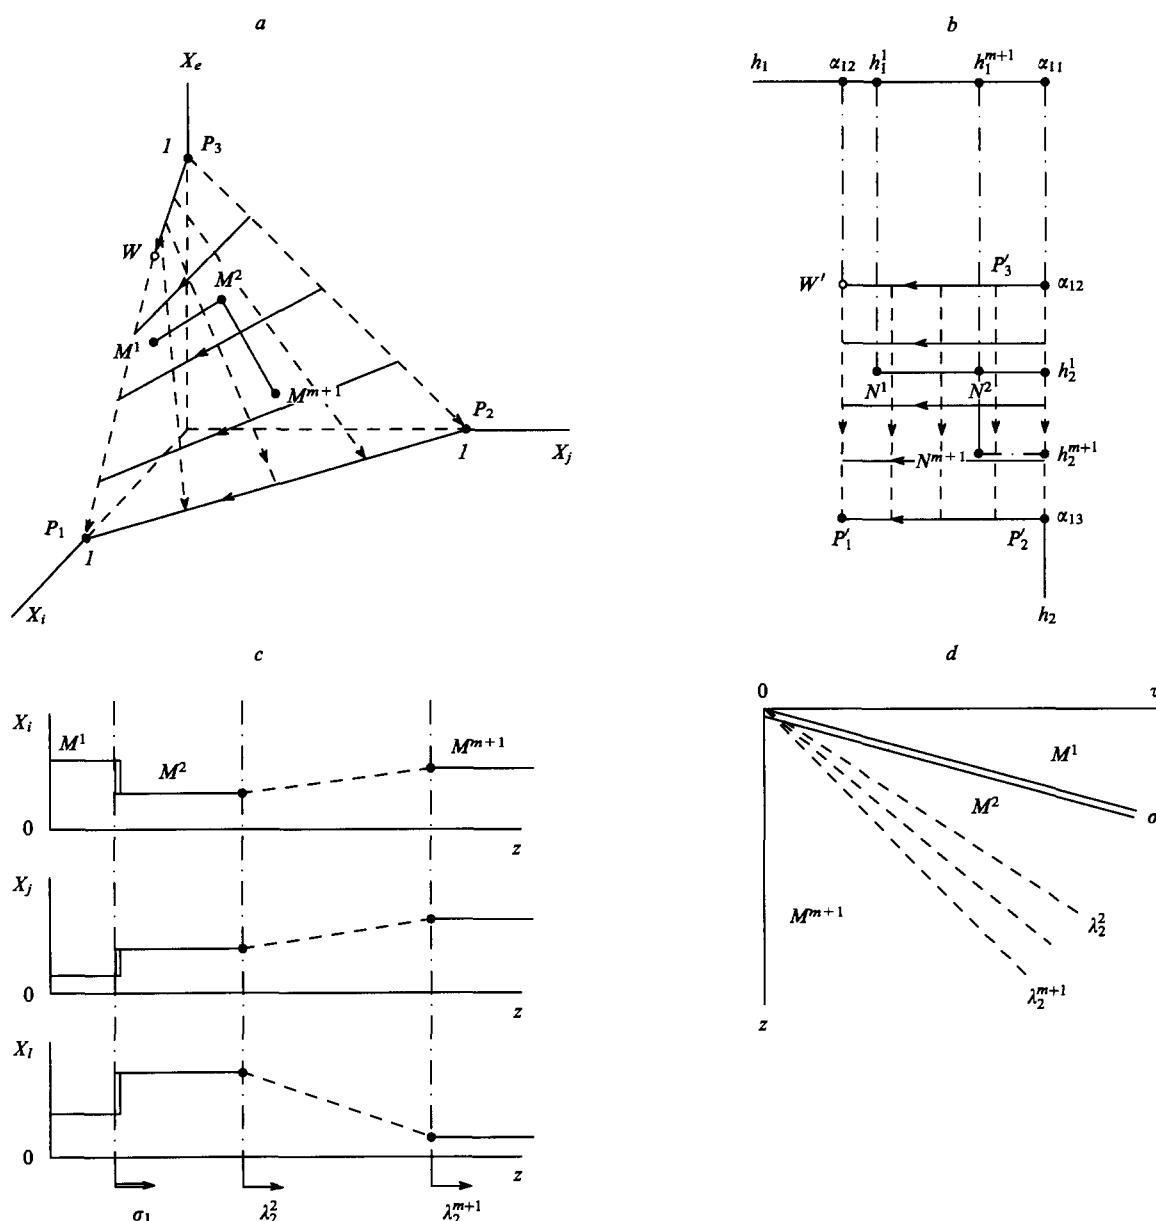 a
b
X_e
h_1 α_12 h_1^1 h_1^{m+1} α_11
1 P_3
W
M^2
M^1
M^{m+1}
P_2
1
X_j
P_1
1
X_i
W′ P′_3 α_12
N^1 N^2 h_2^1
N^{m+1} h_2^{m+1}
α_13
P′_1 P′_2
h_2
c
d
X_i
M^1
M^2
M^{m+1}
0
z
X_j
0
z
X_l
0
z
σ_1 λ_2^2 λ_2^{m+1}
0
M^1
M^2
M^{m+1}
λ_2^2
λ_2^{m+1}
z